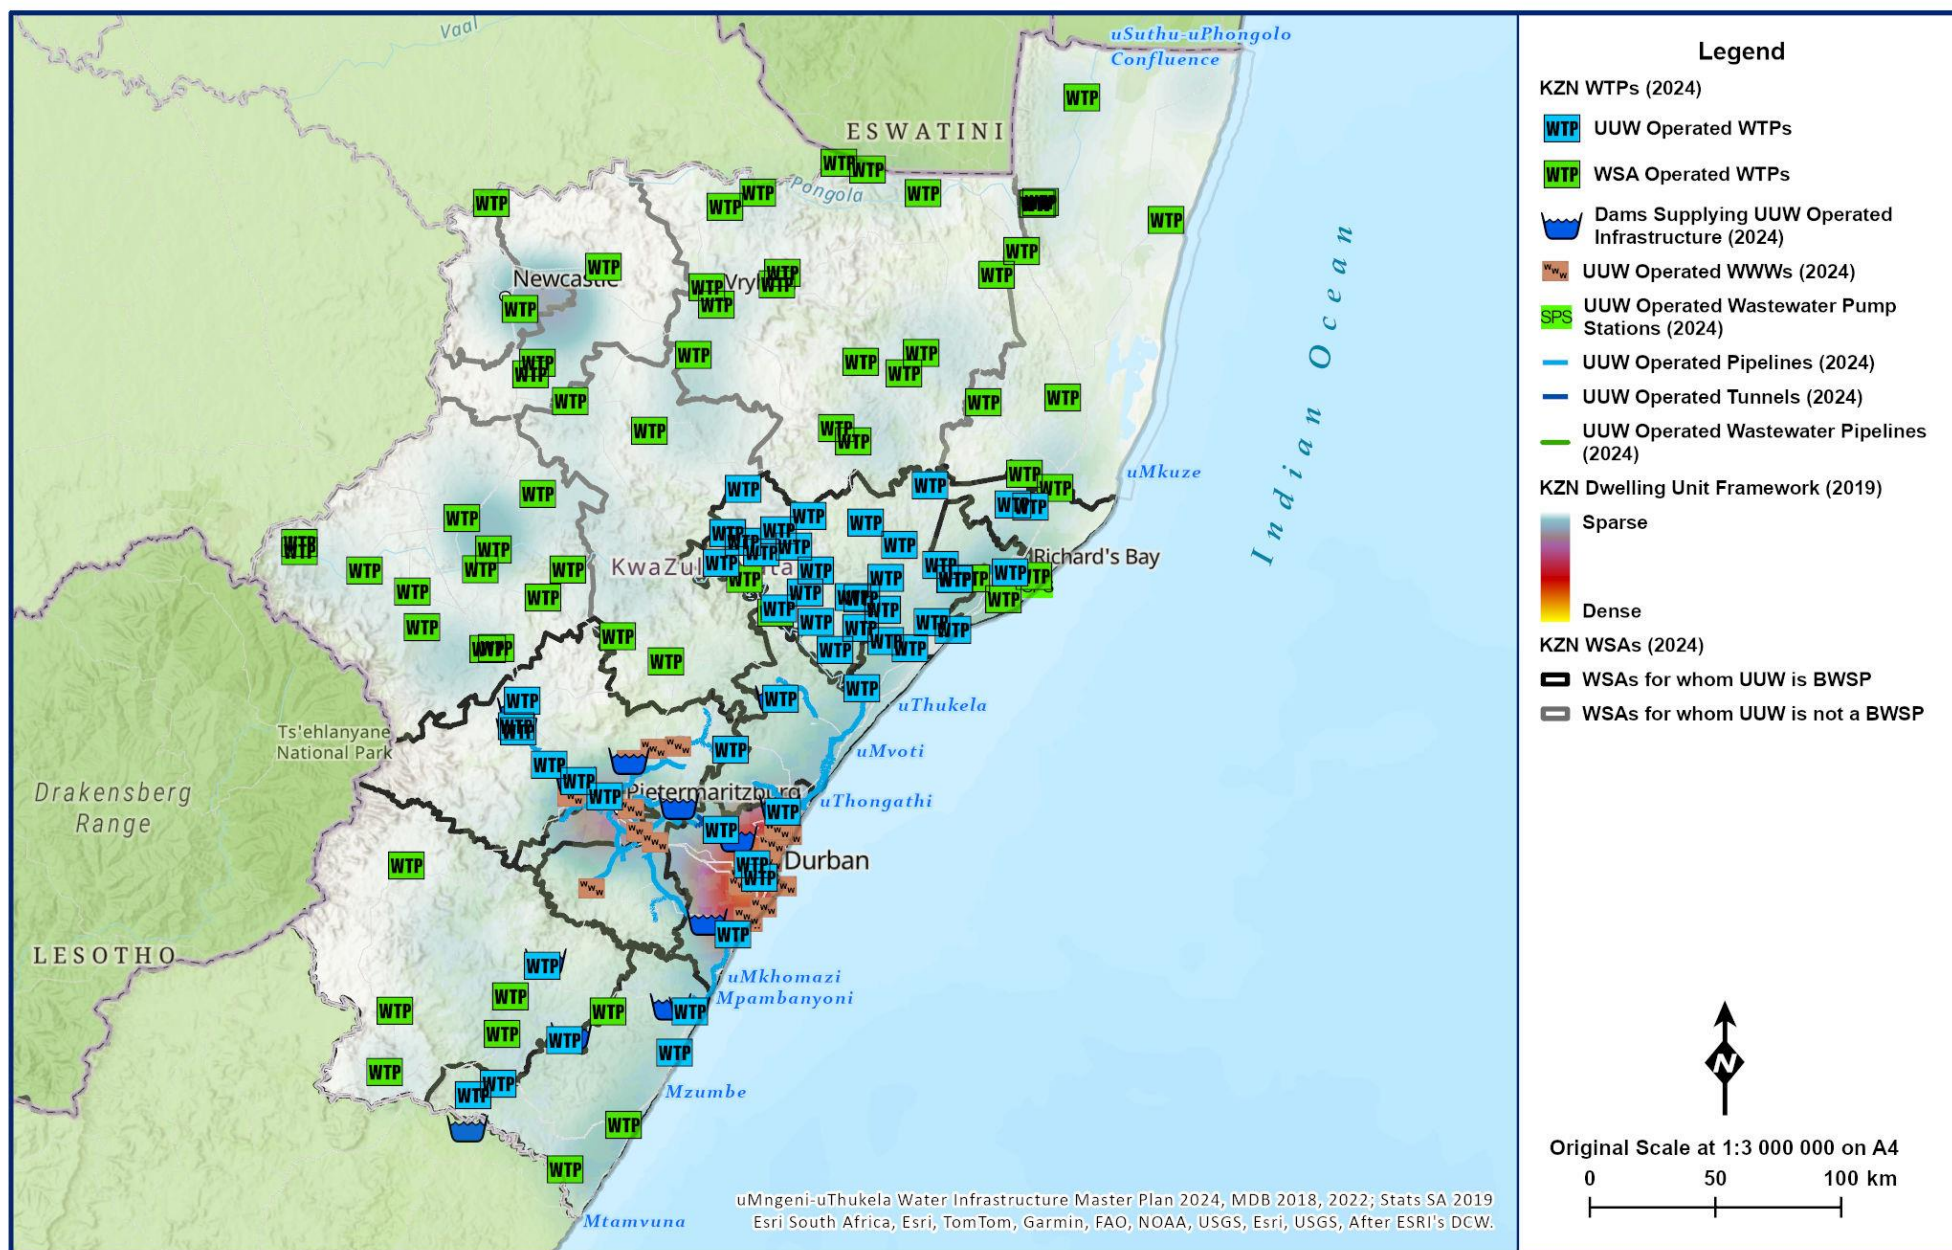 Vaal
uSuthu-uPhongolo
Confluence
ESWATINI
Pongola
Newcastle
Indian Ocean
uMkuze
Richard's Bay
uThukela
Ts'ehlanyane
National Park
uMvoti
Drakensberg
Range
Pietermaritzburg
uThongathi
Durban
LESOTHO
uMkhomazi
Mpambanyoni
Mzumbe
Mtamvuna
WTP
uMngeni-uThukela Water Infrastructure Master Plan 2024, MDB 2018, 2022; Stats SA 2019
Esri South Africa, Esri, TomTom, Garmin, FAO, NOAA, USGS, Esri, USGS, After ESRI's DCW.
Legend
KZN WTPs (2024)
WTP UUW Operated WTPs
WTP WSA Operated WTPs
Dams Supplying UUW Operated
Infrastructure (2024)
www UUW Operated WWWs (2024)
SPS UUW Operated Wastewater Pump
Stations (2024)
UUW Operated Pipelines (2024)
UUW Operated Tunnels (2024)
UUW Operated Wastewater Pipelines
(2024)
KZN Dwelling Unit Framework (2019)
Sparse
Dense
KZN WSAs (2024)
WSAs for whom UUW is BWSP
WSAs for whom UUW is not a BWSP
N
Original Scale at 1:3 000 000 on A4
0 50 100 km